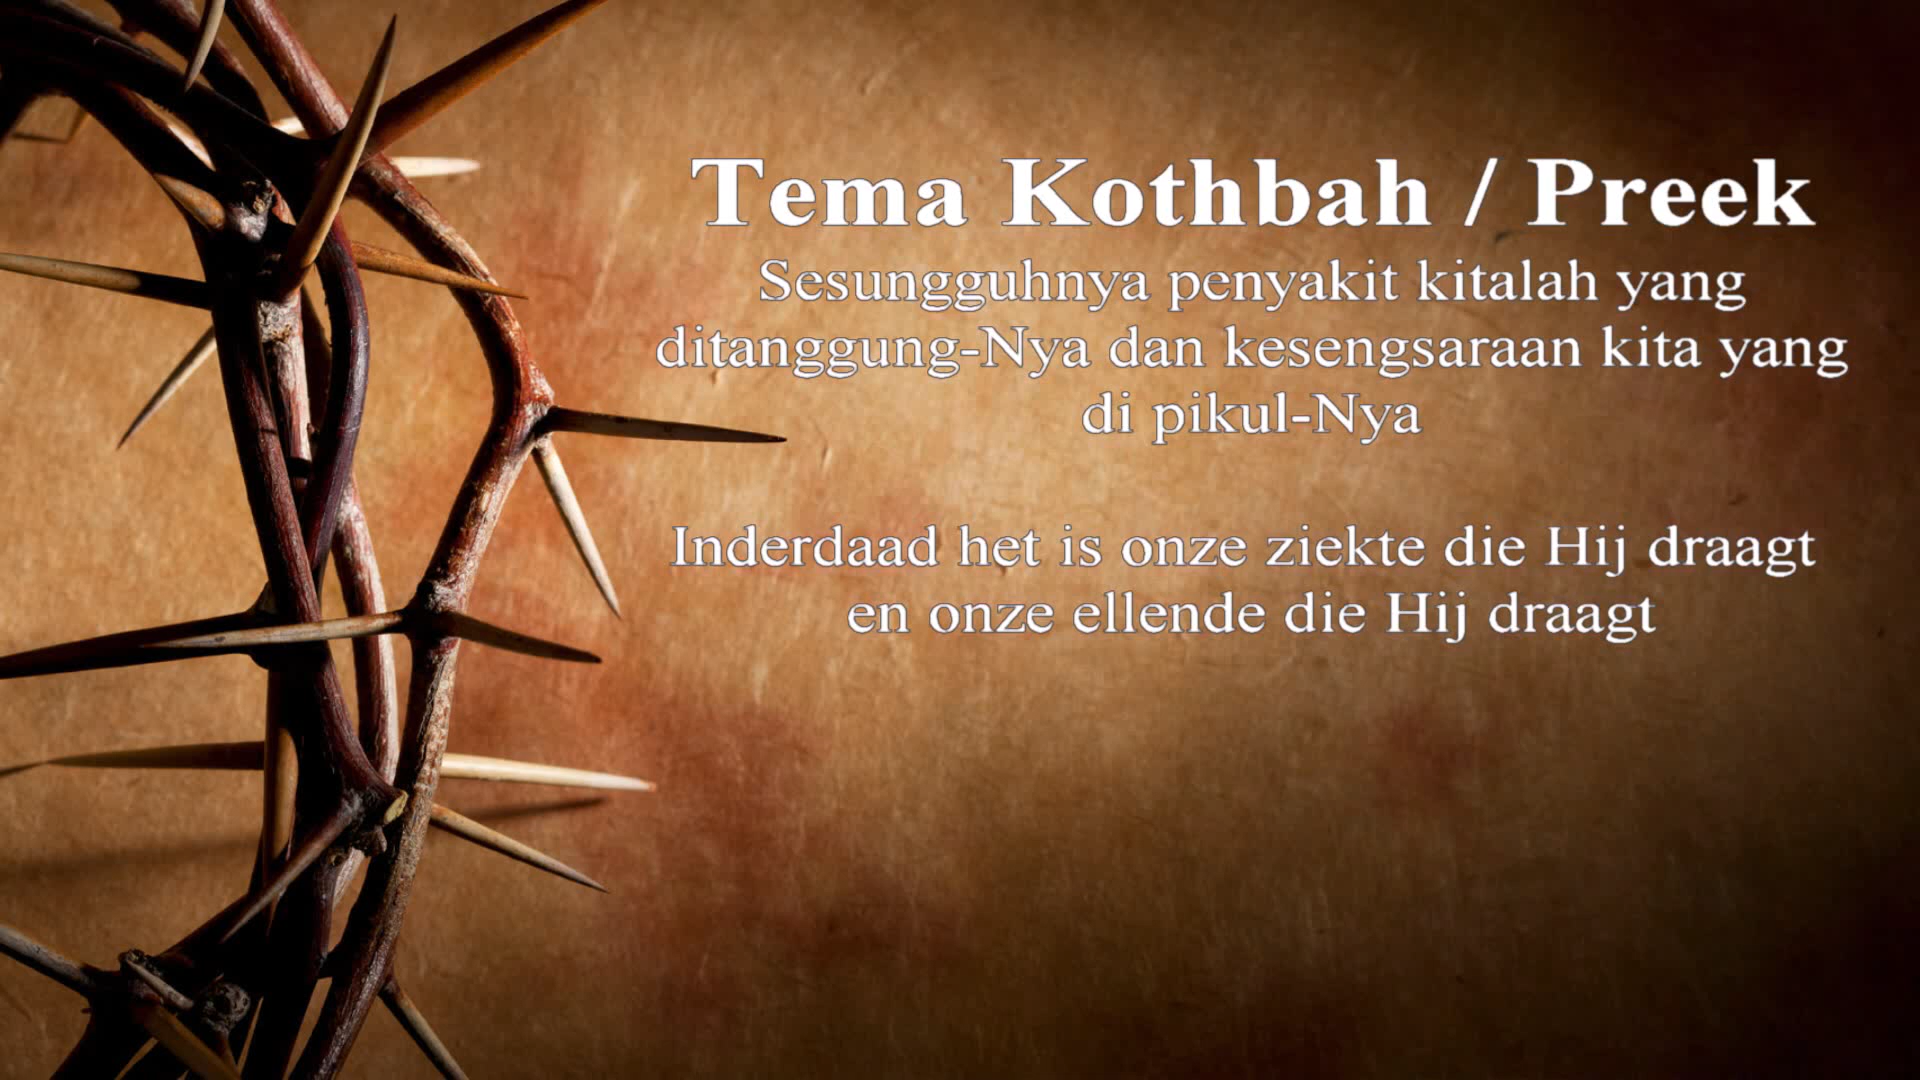 Tema Kothbah / Preek
Sesungguhnya penyakit kitalah yang
ditanggung-Nya dan kesengsaraan kita yang
di pikul-Nya
Inderdaad het is onze ziekte die Hij draagt
en onze ellende die Hij draagt